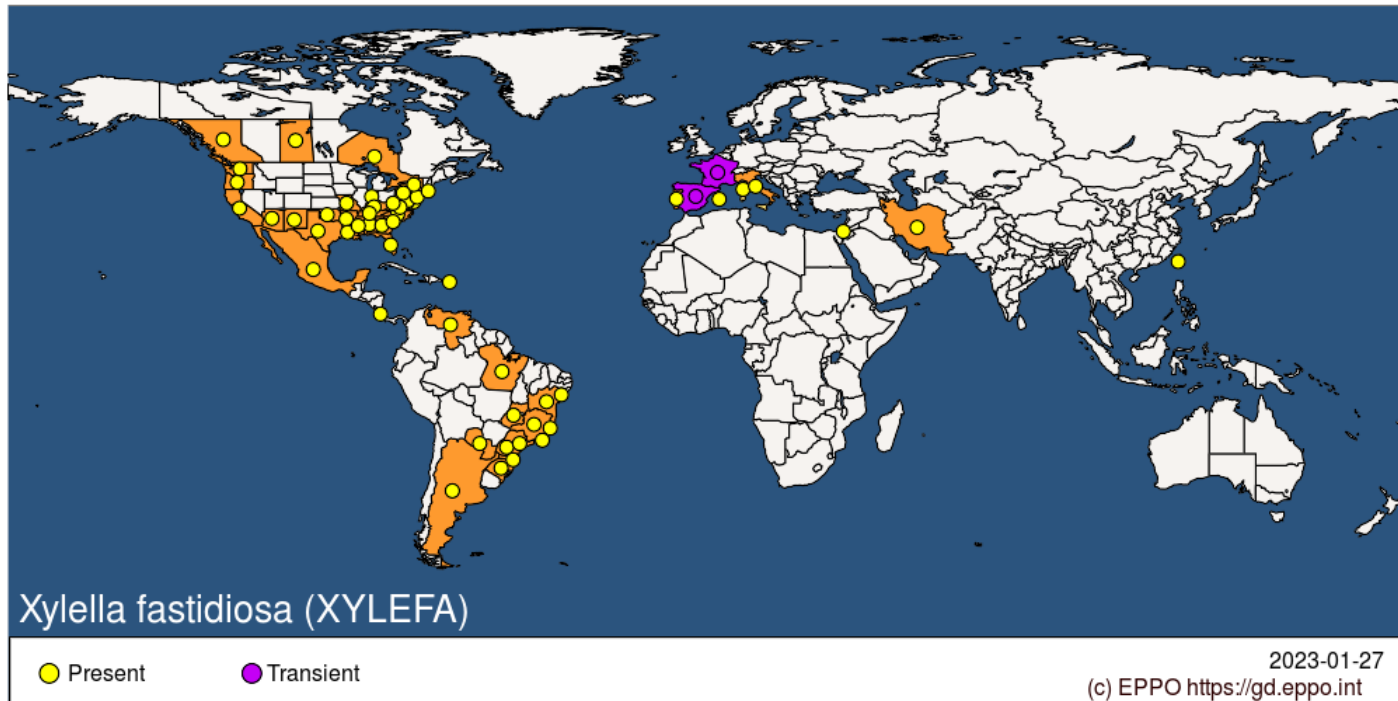 Xylella fastidiosa (XYLEFA)
Present
Transient
2023-01-27
(c) EPPO https://gd.eppo.int